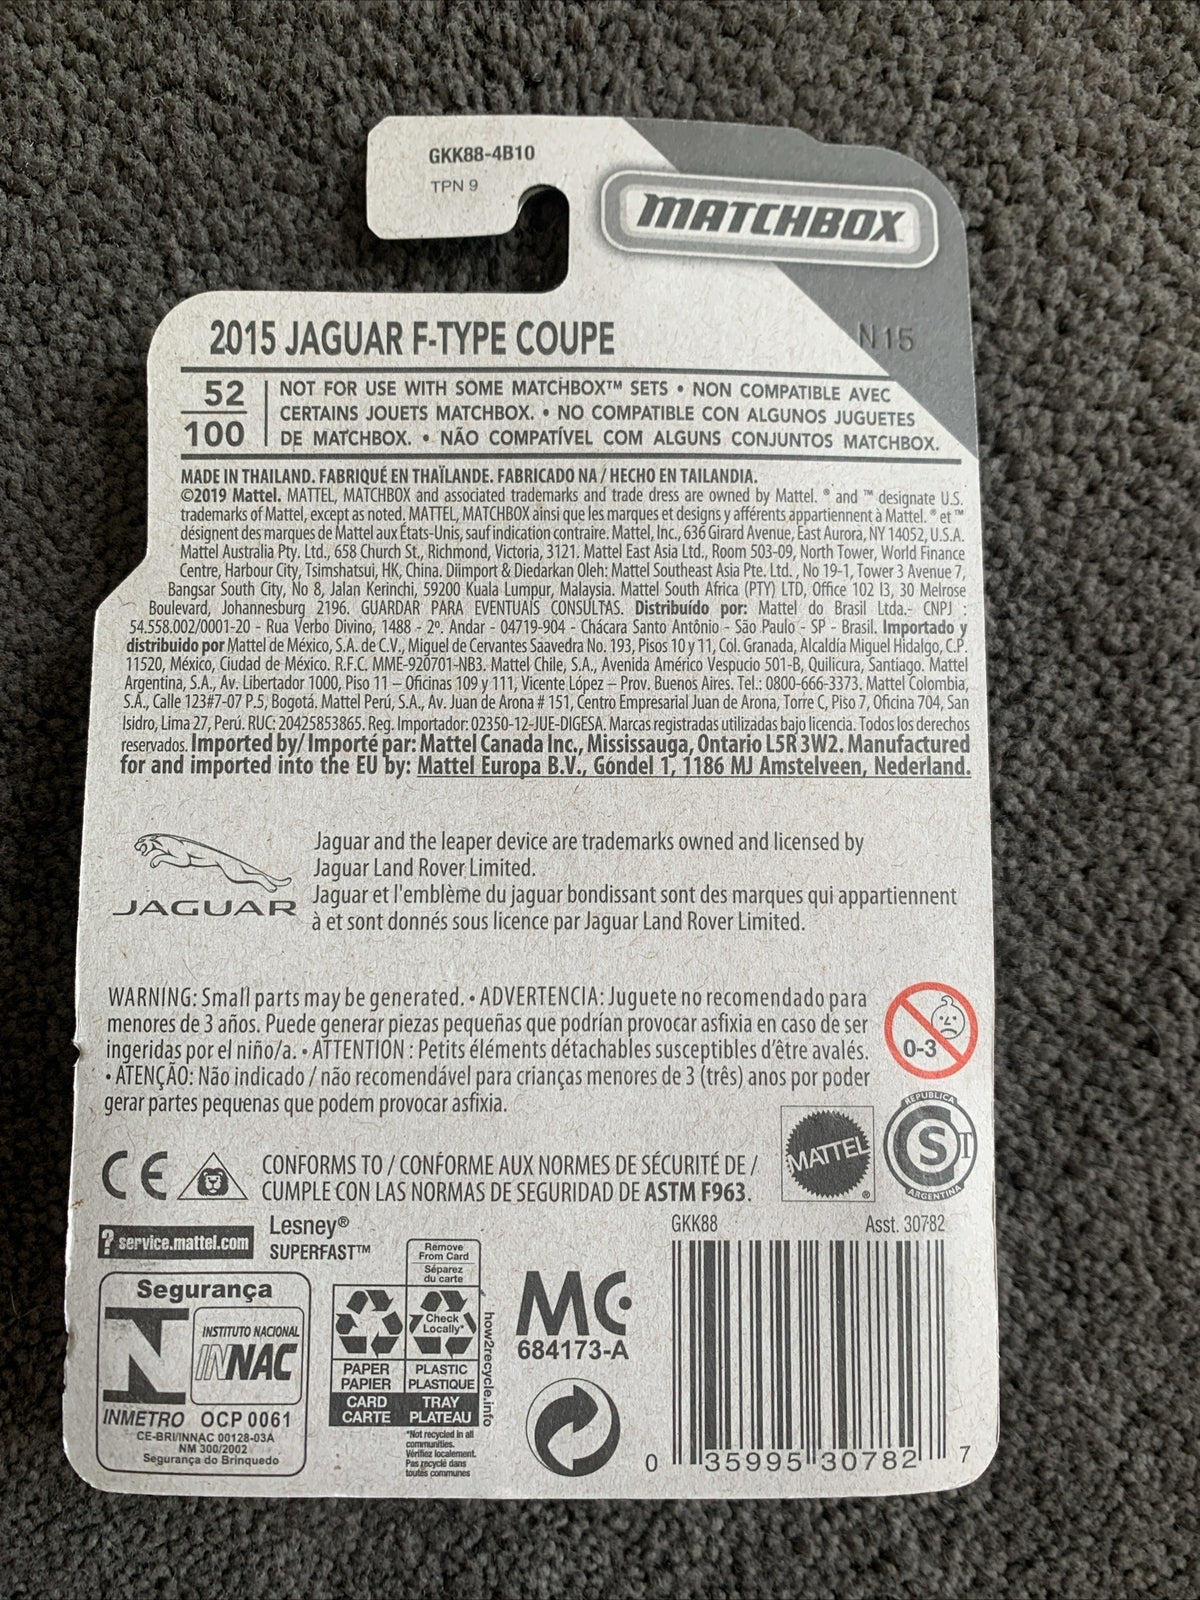 GKK88-4B10
TPN 9
MATCHBOX
2015 JAGUAR F-TYPE COUPE
N15
52
100
NOT FOR USE WITH SOME MATCHBOX™ SETS • NON COMPATIBLE AVEC
CERTAINS JOUETS MATCHBOX. • NO COMPATIBLE CON ALGUNOS JUGUETES
DE MATCHBOX. • NÃO COMPATÍVEL COM ALGUNS CONJUNTOS MATCHBOX.
MADE IN THAILAND. FABRIQUÉ EN THAÏLANDE. FABRICADO NA / HECHO EN TAILANDIA.
©2019 Mattel. MATTEL, MATCHBOX and associated trademarks and trade dress are owned by Mattel. ® and ™ designate U.S.
trademarks of Mattel, except as noted. MATTEL, MATCHBOX ainsi que les marques et designs y afférents appartiennent à Mattel. ® et ™
désignent des marques de Mattel aux États-Unis, sauf indication contraire. Mattel, Inc., 636 Girard Avenue, East Aurora, NY 14052, U.S.A.
Mattel Australia Pty. Ltd., 658 Church St., Richmond, Victoria, 3121. Mattel East Asia Ltd., Room 503-09, North Tower, World Finance
Centre, Harbour City, Tsimshatsui, HK, China. Diimport & Diedarkan Oleh: Mattel Southeast Asia Pte. Ltd., No 19-1, Tower 3 Avenue 7,
Bangsar South City, No 8, Jalan Kerinchi, 59200 Kuala Lumpur, Malaysia. Mattel South Africa (PTY) LTD, Office 102 I3, 30 Melrose
Boulevard, Johannesburg 2196. GUARDAR PARA EVENTUAIS CONSULTAS. Distribuído por: Mattel do Brasil Ltda.- CNPJ :
54.558.002/0001-20 - Rua Verbo Divino, 1488 - 2º. Andar - 04719-904 - Chácara Santo Antônio - São Paulo - SP - Brasil. Importado y
distribuido por Mattel de México, S.A. de C.V., Miguel de Cervantes Saavedra No. 193, Pisos 10 y 11, Col. Granada, Alcaldía Miguel Hidalgo, C.P.
11520, México, Ciudad de México. R.F.C. MME-920701-NB3. Mattel Chile, S.A., Avenida Américo Vespucio 501-B, Quilicura, Santiago. Mattel
Argentina, S.A., Av. Libertador 1000, Piso 11 – Oficinas 109 y 111, Vicente López – Prov. Buenos Aires. Tel.: 0800-666-3373. Mattel Colombia,
S.A., Calle 123#7-07 P.5, Bogotá. Mattel Perú, S.A., Av. Juan de Arona # 151, Centro Empresarial Juan de Arona, Torre C, Piso 7, Oficina 704, San
Isidro, Lima 27, Perú. RUC: 20425853865. Reg. Importador: 02350-12-JUE-DIGESA. Marcas registradas utilizadas bajo licencia. Todos los derechos
reservados. Imported by/ Importé par: Mattel Canada Inc., Mississauga, Ontario L5R 3W2. Manufactured
for and imported into the EU by: Mattel Europa B.V., Gondel 1, 1186 MJ Amstelveen, Nederland.
JAGUAR
Jaguar and the leaper device are trademarks owned and licensed by
Jaguar Land Rover Limited.
Jaguar et l'emblème du jaguar bondissant sont des marques qui appartiennent
à et sont donnés sous licence par Jaguar Land Rover Limited.
WARNING: Small parts may be generated. • ADVERTENCIA: Juguete no recomendado para
menores de 3 años. Puede generar piezas pequeñas que podrían provocar asfixia en caso de ser
ingeridas por el niño/a. • ATTENTION : Petits éléments détachables susceptibles d'être avalés.
• ATENÇÃO: Não indicado / não recomendável para crianças menores de 3 (três) anos por poder
gerar partes pequenas que podem provocar asfixia.
0-3
CE
CONFORMS TO / CONFORME AUX NORMES DE SÉCURITÉ DE /
CUMPLE CON LAS NORMAS DE SEGURIDAD DE ASTM F963.
MATTEL
®
REPUBLICA
S
T
ARGENTINA
? service.mattel.com
Lesney®
SUPERFAST™
GKK88
Asst. 30782
Segurança
INSTITUTO NACIONAL
INNAC
INMETRO OCP 0061
CE-BRI/INNAC 00128-03A
NM 300/2002
Segurança do Brinquedo
Remove
From Card
Séparez
du carte
Check
Locally*
PAPER
PAPIER
PLASTIC
PLASTIQUE
CARD
CARTE
TRAY
PLATEAU
how2recycle.info
*Not recycled in all
communities.
Vérifiez localement.
Pas recyclé dans
toutes communes
MC
684173-A
0 35995 30782 7